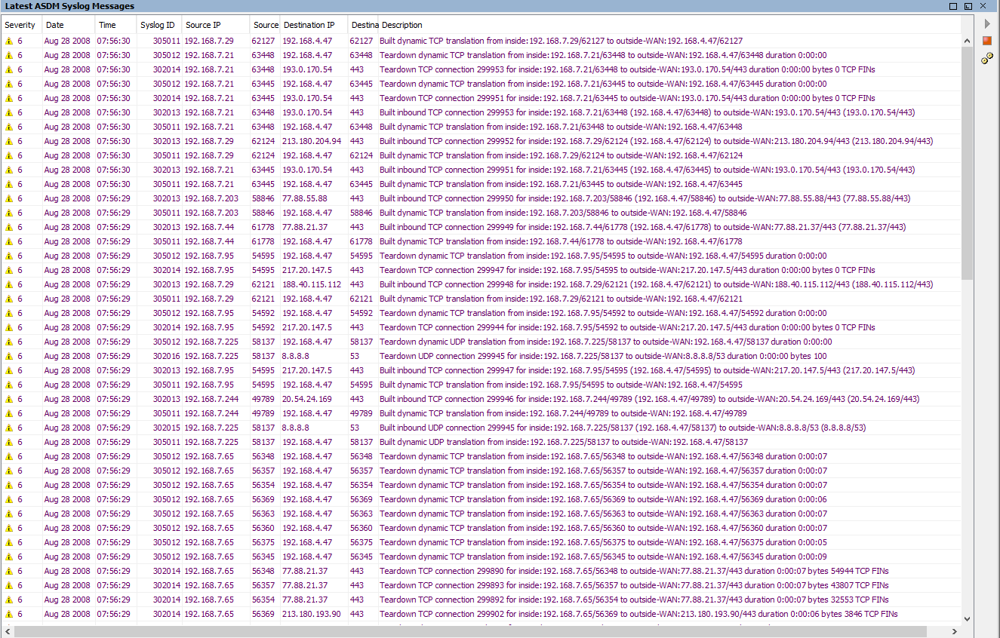 Latest ASDM Syslog Messages
Severity Date Time Syslog ID Source IP Source Destination IP Destina Description
6 Aug 28 2008 07:56:30 305011 192.168.7.29 62127 192.168.4.47 62127 Built dynamic TCP translation from inside:192.168.7.29/62127 to outside-WAN:192.168.4.47/62127
6 Aug 28 2008 07:56:30 305012 192.168.7.21 63448 192.168.4.47 63448 Teardown dynamic TCP translation from inside:192.168.7.21/63448 to outside-WAN:192.168.4.47/63448 duration 0:00:00
6 Aug 28 2008 07:56:30 302014 192.168.7.21 63448 193.0.170.54 443 Teardown TCP connection 299953 for inside:192.168.7.21/63448 to outside-WAN:193.0.170.54/443 duration 0:00:00 bytes 0 TCP FINs
6 Aug 28 2008 07:56:30 305012 192.168.7.21 63445 192.168.4.47 63445 Teardown dynamic TCP translation from inside:192.168.7.21/63445 to outside-WAN:192.168.4.47/63445 duration 0:00:00
6 Aug 28 2008 07:56:30 302014 192.168.7.21 63445 193.0.170.54 443 Teardown TCP connection 299951 for inside:192.168.7.21/63445 to outside-WAN:193.0.170.54/443 duration 0:00:00 bytes 0 TCP FINs
6 Aug 28 2008 07:56:30 302013 192.168.7.21 63448 193.0.170.54 443 Built inbound TCP connection 299953 for inside:192.168.7.21/63448 (192.168.4.47/63448) to outside-WAN:193.0.170.54/443 (193.0.170.54/443)
6 Aug 28 2008 07:56:30 305011 192.168.7.21 63448 192.168.4.47 63448 Built dynamic TCP translation from inside:192.168.7.21/63448 to outside-WAN:192.168.4.47/63448
6 Aug 28 2008 07:56:30 302013 192.168.7.29 62124 213.180.204.94 443 Built inbound TCP connection 299952 for inside:192.168.7.29/62124 (192.168.4.47/62124) to outside-WAN:213.180.204.94/443 (213.180.204.94/443)
6 Aug 28 2008 07:56:30 305011 192.168.7.29 62124 192.168.4.47 62124 Built dynamic TCP translation from inside:192.168.7.29/62124 to outside-WAN:192.168.4.47/62124
6 Aug 28 2008 07:56:30 302013 192.168.7.21 63445 193.0.170.54 443 Built inbound TCP connection 299951 for inside:192.168.7.21/63445 (192.168.4.47/63445) to outside-WAN:193.0.170.54/443 (193.0.170.54/443)
6 Aug 28 2008 07:56:30 305011 192.168.7.21 63445 192.168.4.47 63445 Built dynamic TCP translation from inside:192.168.7.21/63445 to outside-WAN:192.168.4.47/63445
6 Aug 28 2008 07:56:29 302013 192.168.7.203 58846 77.88.55.88 443 Built inbound TCP connection 299950 for inside:192.168.7.203/58846 (192.168.4.47/58846) to outside-WAN:77.88.55.88/443 (77.88.55.88/443)
6 Aug 28 2008 07:56:29 305011 192.168.7.203 58846 192.168.4.47 58846 Built dynamic TCP translation from inside:192.168.7.203/58846 to outside-WAN:192.168.4.47/58846
6 Aug 28 2008 07:56:29 302013 192.168.7.44 61778 77.88.21.37 443 Built inbound TCP connection 299949 for inside:192.168.7.44/61778 (192.168.4.47/61778) to outside-WAN:77.88.21.37/443 (77.88.21.37/443)
6 Aug 28 2008 07:56:29 305011 192.168.7.44 61778 192.168.4.47 61778 Built dynamic TCP translation from inside:192.168.7.44/61778 to outside-WAN:192.168.4.47/61778
6 Aug 28 2008 07:56:29 305012 192.168.7.95 54595 192.168.4.47 54595 Teardown dynamic TCP translation from inside:192.168.7.95/54595 to outside-WAN:192.168.4.47/54595 duration 0:00:00
6 Aug 28 2008 07:56:29 302014 192.168.7.95 54595 217.20.147.5 443 Teardown TCP connection 299947 for inside:192.168.7.95/54595 to outside-WAN:217.20.147.5/443 duration 0:00:00 bytes 0 TCP FINs
6 Aug 28 2008 07:56:29 302013 192.168.7.29 62121 188.40.115.112 443 Built inbound TCP connection 299948 for inside:192.168.7.29/62121 (192.168.4.47/62121) to outside-WAN:188.40.115.112/443 (188.40.115.112/443)
6 Aug 28 2008 07:56:29 305011 192.168.7.29 62121 192.168.4.47 62121 Built dynamic TCP translation from inside:192.168.7.29/62121 to outside-WAN:192.168.4.47/62121
6 Aug 28 2008 07:56:29 305012 192.168.7.95 54592 192.168.4.47 54592 Teardown dynamic TCP translation from inside:192.168.7.95/54592 to outside-WAN:192.168.4.47/54592 duration 0:00:00
6 Aug 28 2008 07:56:29 302014 192.168.7.95 54592 217.20.147.5 443 Teardown TCP connection 299944 for inside:192.168.7.95/54592 to outside-WAN:217.20.147.5/443 duration 0:00:00 bytes 0 TCP FINs
6 Aug 28 2008 07:56:29 305012 192.168.7.225 58137 192.168.4.47 58137 Teardown dynamic UDP translation from inside:192.168.7.225/58137 to outside-WAN:192.168.4.47/58137 duration 0:00:00
6 Aug 28 2008 07:56:29 302016 192.168.7.225 58137 8.8.8.8 53 Teardown UDP connection 299945 for inside:192.168.7.225/58137 to outside-WAN:8.8.8.8/53 duration 0:00:00 bytes 100
6 Aug 28 2008 07:56:29 302013 192.168.7.95 54595 217.20.147.5 443 Built inbound TCP connection 299947 for inside:192.168.7.95/54595 (192.168.4.47/54595) to outside-WAN:217.20.147.5/443 (217.20.147.5/443)
6 Aug 28 2008 07:56:29 305011 192.168.7.95 54595 192.168.4.47 54595 Built dynamic TCP translation from inside:192.168.7.95/54595 to outside-WAN:192.168.4.47/54595
6 Aug 28 2008 07:56:29 302013 192.168.7.244 49789 20.54.24.169 443 Built inbound TCP connection 299946 for inside:192.168.7.244/49789 (192.168.4.47/49789) to outside-WAN:20.54.24.169/443 (20.54.24.169/443)
6 Aug 28 2008 07:56:29 305011 192.168.7.244 49789 192.168.4.47 49789 Built dynamic TCP translation from inside:192.168.7.244/49789 to outside-WAN:192.168.4.47/49789
6 Aug 28 2008 07:56:29 302015 192.168.7.225 58137 8.8.8.8 53 Built inbound UDP connection 299945 for inside:192.168.7.225/58137 (192.168.4.47/58137) to outside-WAN:8.8.8.8/53 (8.8.8.8/53)
6 Aug 28 2008 07:56:29 305011 192.168.7.225 58137 192.168.4.47 58137 Built dynamic UDP translation from inside:192.168.7.225/58137 to outside-WAN:192.168.4.47/58137
6 Aug 28 2008 07:56:29 305012 192.168.7.65 56348 192.168.4.47 56348 Teardown dynamic TCP translation from inside:192.168.7.65/56348 to outside-WAN:192.168.4.47/56348 duration 0:00:07
6 Aug 28 2008 07:56:29 305012 192.168.7.65 56357 192.168.4.47 56357 Teardown dynamic TCP translation from inside:192.168.7.65/56357 to outside-WAN:192.168.4.47/56357 duration 0:00:07
6 Aug 28 2008 07:56:29 305012 192.168.7.65 56354 192.168.4.47 56354 Teardown dynamic TCP translation from inside:192.168.7.65/56354 to outside-WAN:192.168.4.47/56354 duration 0:00:07
6 Aug 28 2008 07:56:29 305012 192.168.7.65 56369 192.168.4.47 56369 Teardown dynamic TCP translation from inside:192.168.7.65/56369 to outside-WAN:192.168.4.47/56369 duration 0:00:06
6 Aug 28 2008 07:56:29 305012 192.168.7.65 56363 192.168.4.47 56363 Teardown dynamic TCP translation from inside:192.168.7.65/56363 to outside-WAN:192.168.4.47/56363 duration 0:00:07
6 Aug 28 2008 07:56:29 305012 192.168.7.65 56360 192.168.4.47 56360 Teardown dynamic TCP translation from inside:192.168.7.65/56360 to outside-WAN:192.168.4.47/56360 duration 0:00:07
6 Aug 28 2008 07:56:29 305012 192.168.7.65 56375 192.168.4.47 56375 Teardown dynamic TCP translation from inside:192.168.7.65/56375 to outside-WAN:192.168.4.47/56375 duration 0:00:05
6 Aug 28 2008 07:56:29 305012 192.168.7.65 56345 192.168.4.47 56345 Teardown dynamic TCP translation from inside:192.168.7.65/56345 to outside-WAN:192.168.4.47/56345 duration 0:00:09
6 Aug 28 2008 07:56:29 302014 192.168.7.65 56348 77.88.21.37 443 Teardown TCP connection 299890 for inside:192.168.7.65/56348 to outside-WAN:77.88.21.37/443 duration 0:00:07 bytes 54944 TCP FINs
6 Aug 28 2008 07:56:29 302014 192.168.7.65 56357 77.88.21.37 443 Teardown TCP connection 299893 for inside:192.168.7.65/56357 to outside-WAN:77.88.21.37/443 duration 0:00:07 bytes 43807 TCP FINs
6 Aug 28 2008 07:56:29 302014 192.168.7.65 56354 77.88.21.37 443 Teardown TCP connection 299892 for inside:192.168.7.65/56354 to outside-WAN:77.88.21.37/443 duration 0:00:07 bytes 32553 TCP FINs
6 Aug 28 2008 07:56:29 302014 192.168.7.65 56369 213.180.193.90 443 Teardown TCP connection 299902 for inside:192.168.7.65/56369 to outside-WAN:213.180.193.90/443 duration 0:00:06 bytes 3846 TCP FINs